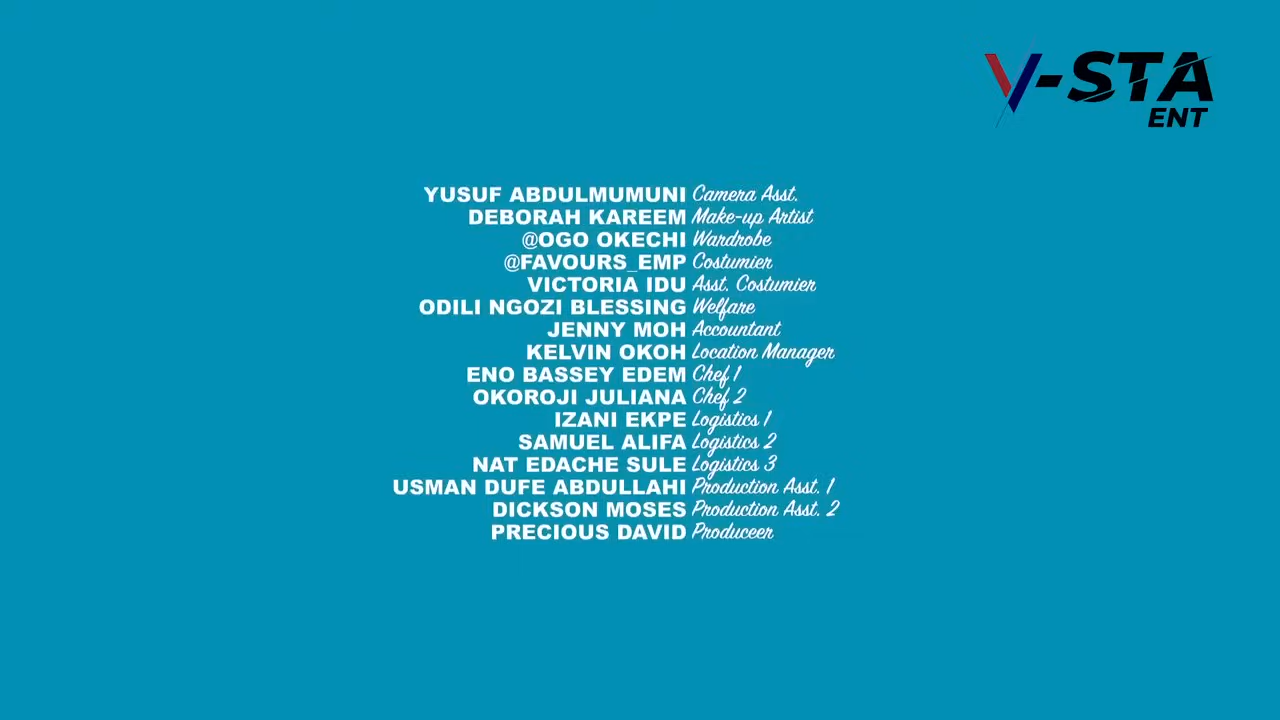 V-STA
ENT
YUSUF ABDULMUMUNI Camera Asst.
DEBORAH KAREEM Make-up Artist
@OGO OKECHI Wardrobe
@FAVOURS_EMP Costumier
VICTORIA IDU Asst. Costumier
ODILI NGOZI BLESSING Welfare
JENNY MOH Accountant
KELVIN OKOH Location Manager
ENO BASSEY EDEM Chef 1
OKOROJI JULIANA Chef 2
IZANI EKPE Logistics 1
SAMUEL ALIFA Logistics 2
NAT EDACHE SULE Logistics 3
USMAN DUFE ABDULLAHI Production Asst. 1
DICKSON MOSES Production Asst. 2
PRECIOUS DAVID Produceer